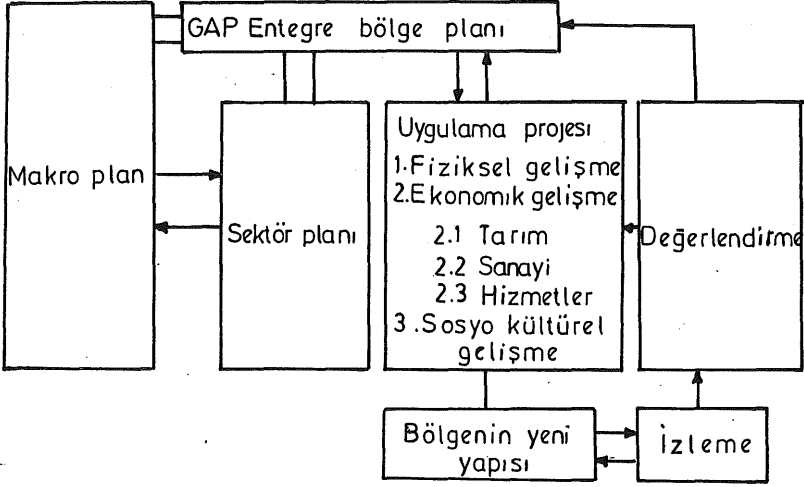 GAP Entegre bölge planı
Makro plan
Sektör planı
Uygulama projesi
1.Fiziksel gelişme
2.Ekonomık gelişme
2.1 Tarım
2.2 Sanayi
2.3 Hizmetler
3.Sosyo kültürel
gelişme
Değerlendirme
Bölgenin yeni
yapısı
İzleme